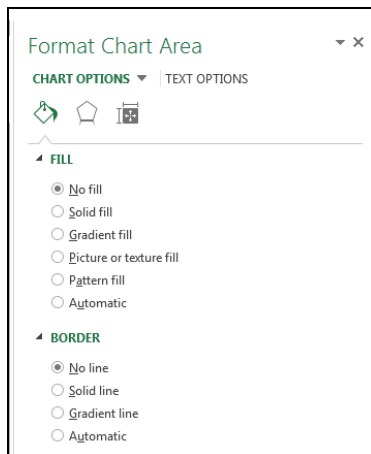 Format Chart Area
CHART OPTIONS TEXT OPTIONS
FILL
No fill
Solid fill
Gradient fill
Picture or texture fill
Pattern fill
Automatic
BORDER
No line
Solid line
Gradient line
Automatic